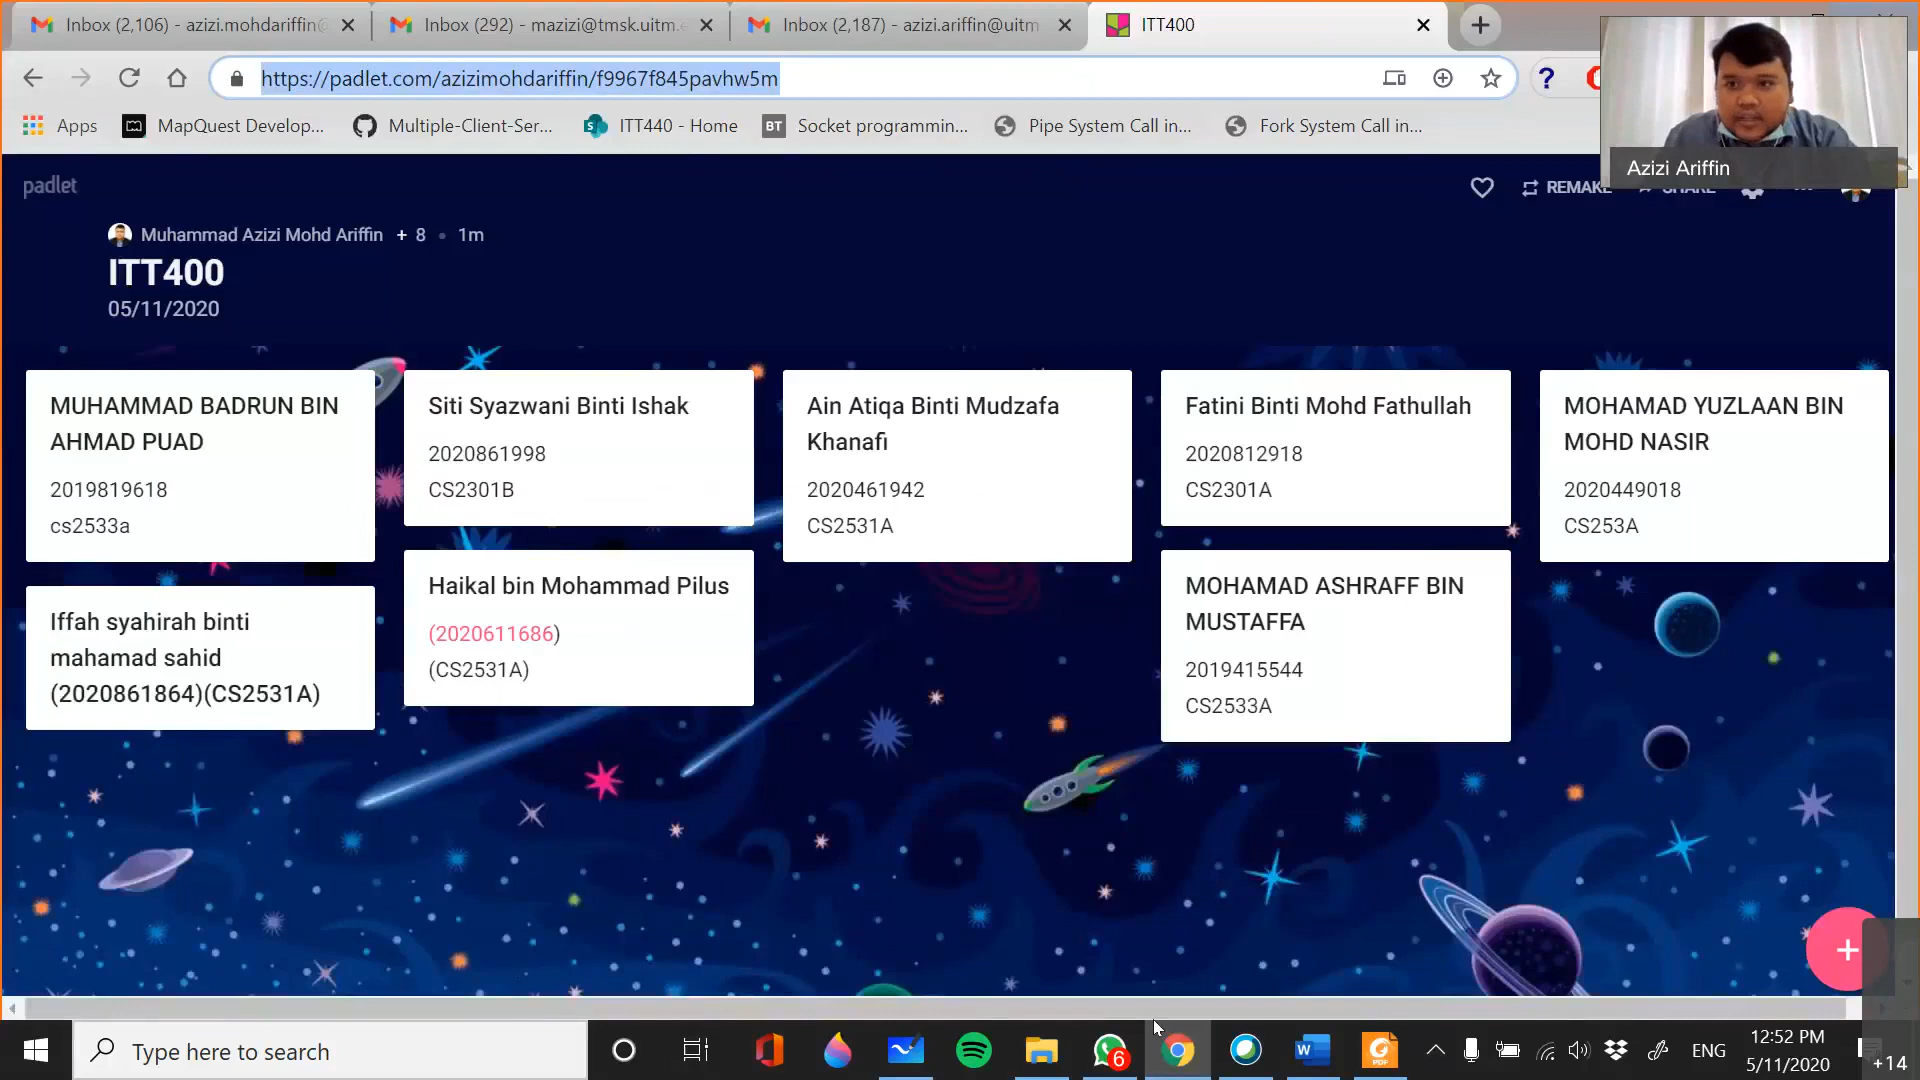 Inbox (2,106) - azizi.mohdariffin@
Inbox (292) - mazizi@tmsk.uitm.e
Inbox (2,187) - azizi.ariffin@uitm
ITT400
https://padlet.com/azizimohdariffin/f9967f845pavhw5m
Apps
MapQuest Develop...
Multiple-Client-Ser...
ITT440 - Home
BT
Socket programmin...
Pipe System Call in...
Fork System Call in...
Azizi Ariffin
padlet
REMAKE
SHARE
Muhammad Azizi Mohd Ariffin + 8 • 1m
ITT400
05/11/2020
MUHAMMAD BADRUN BIN
AHMAD PUAD
2019819618
cs2533a
Iffah syahirah binti
mahamad sahid
(2020861864)(CS2531A)
Siti Syazwani Binti Ishak
2020861998
CS2301B
Haikal bin Mohammad Pilus
(2020611686)
(CS2531A)
Ain Atiqa Binti Mudzafa
Khanafi
2020461942
CS2531A
Fatini Binti Mohd Fathullah
2020812918
CS2301A
MOHAMAD ASHRAFF BIN
MUSTAFFA
2019415544
CS2533A
MOHAMAD YUZLAAN BIN
MOHD NASIR
2020449018
CS253A
Type here to search
6
ENG
12:52 PM
5/11/2020
+14